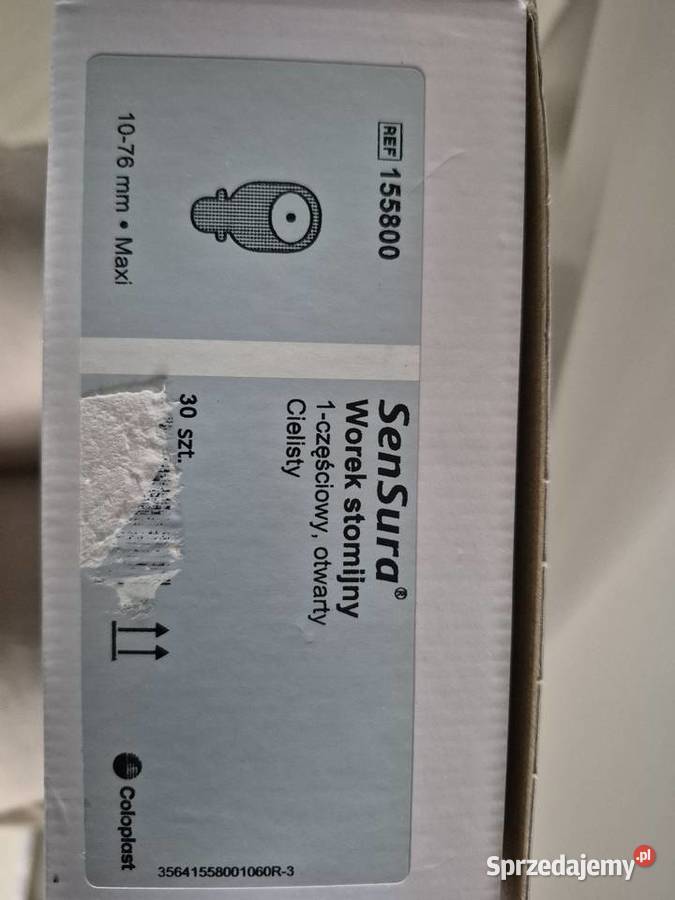 REF 155800
10-76 mm • Maxi
SenSura®
Worek stomijny
1-częściowy, otwarty
Cielisty
30 szt.
Coloplast
35641558001060R-3
Sprzedajemy.pl